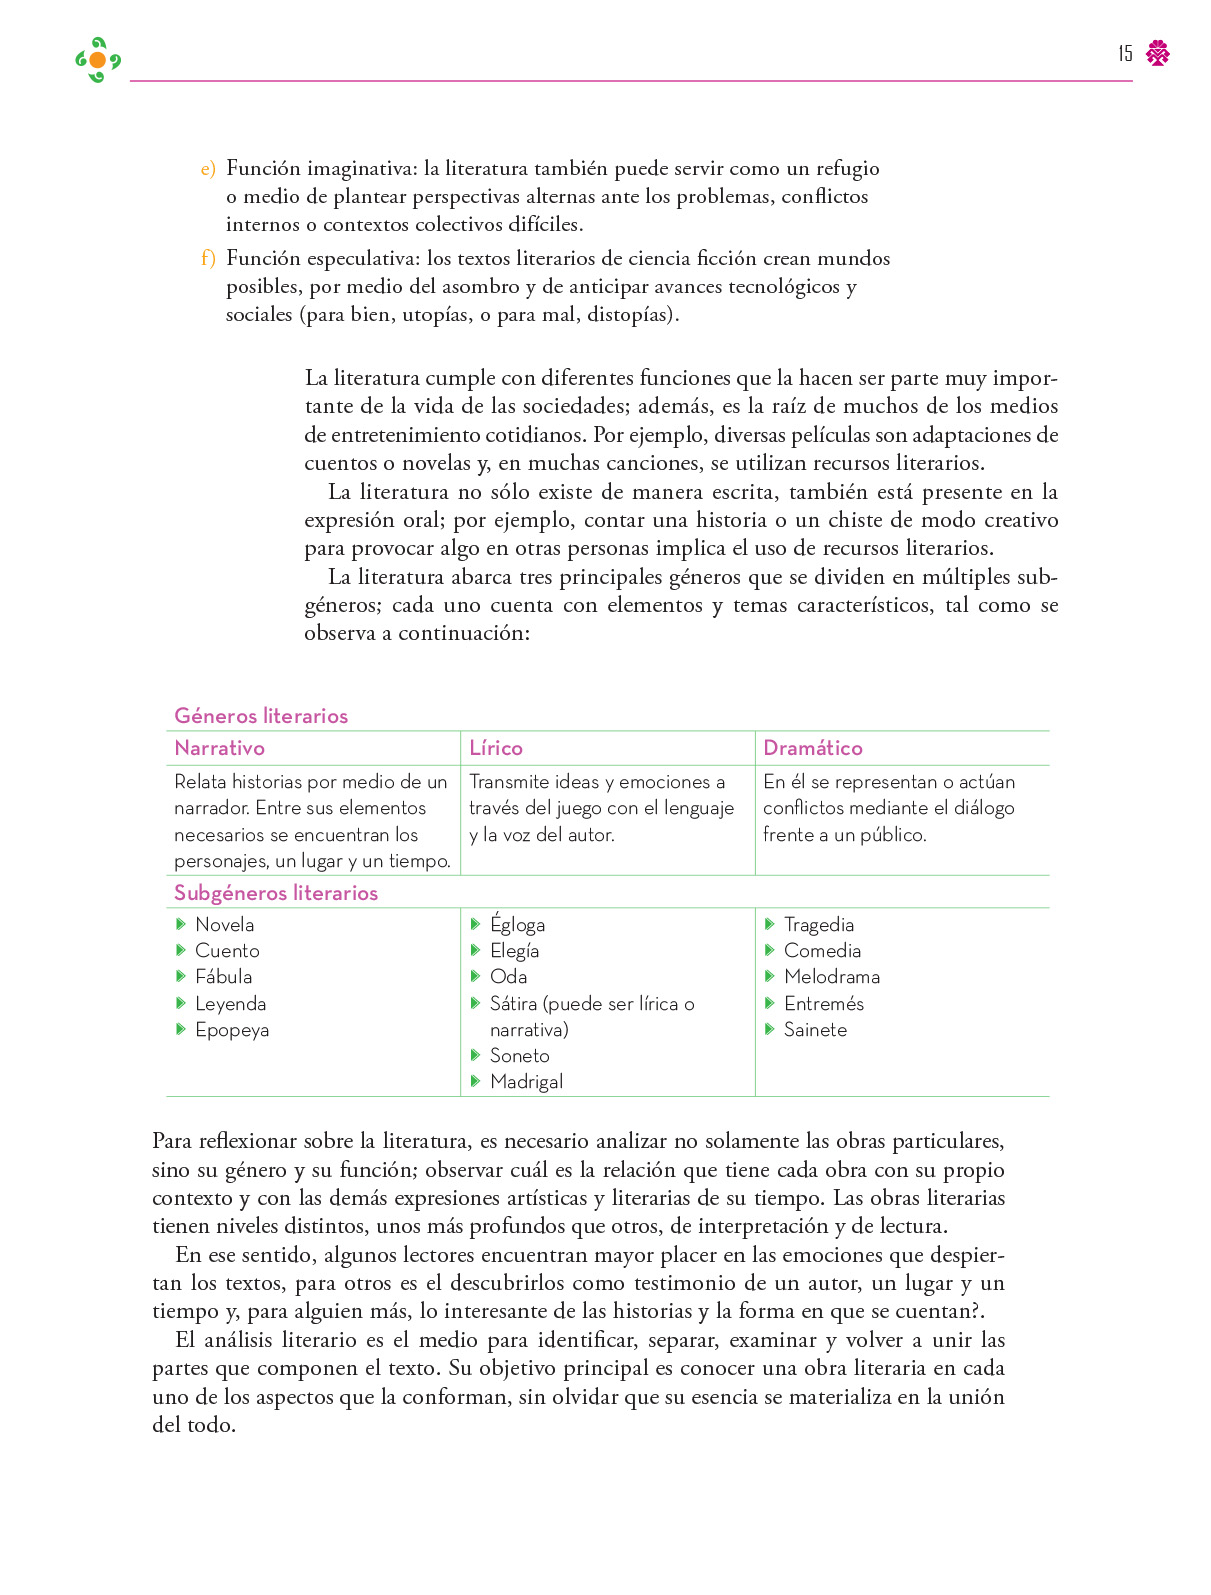 15
e) Función imaginativa: la literatura también puede servir como un refugio
o medio de plantear perspectivas alternas ante los problemas, conflictos
internos o contextos colectivos difíciles.
f) Función especulativa: los textos literarios de ciencia ficción crean mundos
posibles, por medio del asombro y de anticipar avances tecnológicos y
sociales (para bien, utopías, o para mal, distopías).
La literatura cumple con diferentes funciones que la hacen ser parte muy impor-
tante de la vida de las sociedades; además, es la raíz de muchos de los medios
de entretenimiento cotidianos. Por ejemplo, diversas películas son adaptaciones de
cuentos o novelas y, en muchas canciones, se utilizan recursos literarios.
La literatura no sólo existe de manera escrita, también está presente en la
expresión oral; por ejemplo, contar una historia o un chiste de modo creativo
para provocar algo en otras personas implica el uso de recursos literarios.
La literatura abarca tres principales géneros que se dividen en múltiples sub-
géneros; cada uno cuenta con elementos y temas característicos, tal como se
observa a continuación:
Géneros literarios
Narrativo
Relata historias por medio de un
narrador. Entre sus elementos
necesarios se encuentran los
personajes, un lugar y un tiempo.
Lírico
Transmite ideas y emociones a
través del juego con el lenguaje
y la voz del autor.
Dramático
En él se representan o actúan
conflictos mediante el diálogo
frente a un público.
Subgéneros literarios
Novela
Cuento
Fábula
Leyenda
Epopeya
Égloga
Elegía
Oda
Sátira (puede ser lírica o
narrativa)
Soneto
Madrigal
Tragedia
Comedia
Melodrama
Entremés
Sainete
Para reflexionar sobre la literatura, es necesario analizar no solamente las obras particulares,
sino su género y su función; observar cuál es la relación que tiene cada obra con su propio
contexto y con las demás expresiones artísticas y literarias de su tiempo. Las obras literarias
tienen niveles distintos, unos más profundos que otros, de interpretación y de lectura.
En ese sentido, algunos lectores encuentran mayor placer en las emociones que despier-
tan los textos, para otros es el descubrirlos como testimonio de un autor, un lugar y un
tiempo y, para alguien más, lo interesante de las historias y la forma en que se cuentan?.
El análisis literario es el medio para identificar, separar, examinar y volver a unir las
partes que componen el texto. Su objetivo principal es conocer una obra literaria en cada
uno de los aspectos que la conforman, sin olvidar que su esencia se materializa en la unión
del todo.